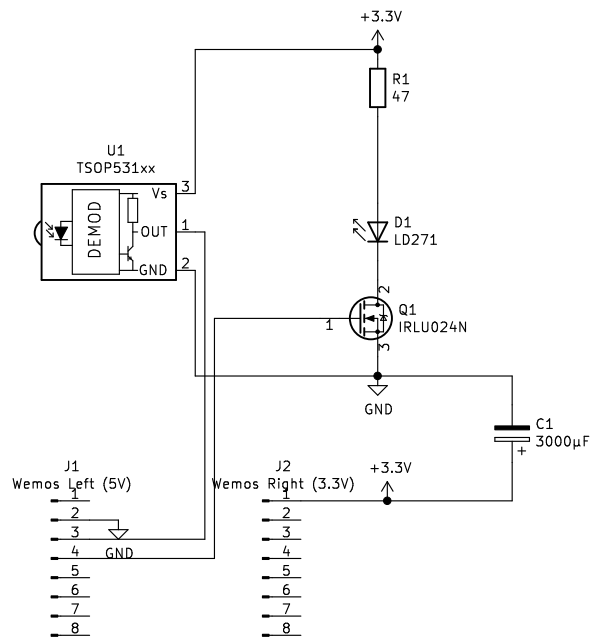 +3.3V
R1
47
U1
TSOP531xx
3
Vs
DEMOD
1
OUT
2
GND
D1
LD271
2
Q1
1
IRLU024N
3
GND
C1
3000µF
+
J1
Wemos Left (5V)
1
2
3
GND
4
5
6
7
8
J2
Wemos Right (3.3V)
+3.3V
1
2
3
4
5
6
7
8